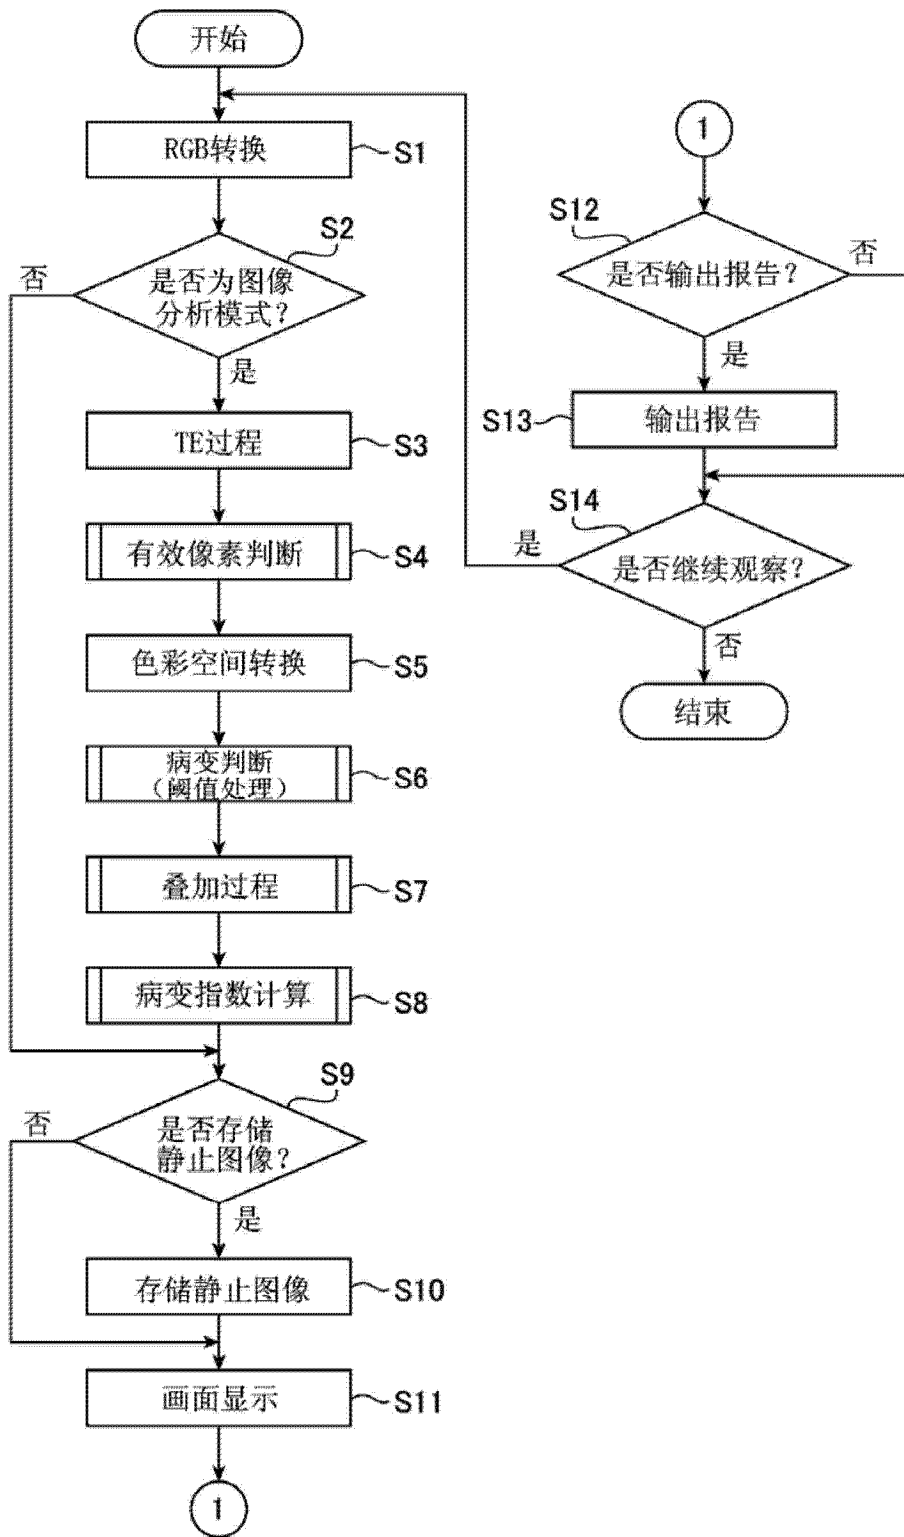 开始
RGB转换
S1
S2
是否为图像
分析模式?
否
是
TE过程
S3
有效像素判断
S4
色彩空间转换
S5
病变判断
(阈值处理)
S6
叠加过程
S7
病变指数计算
S8
S9
是否存储
静止图像?
否
是
存储静止图像
S10
画面显示
S11
1
1
S12
是否输出报告?
否
是
S13
输出报告
S14
是否继续观察?
是
否
结束